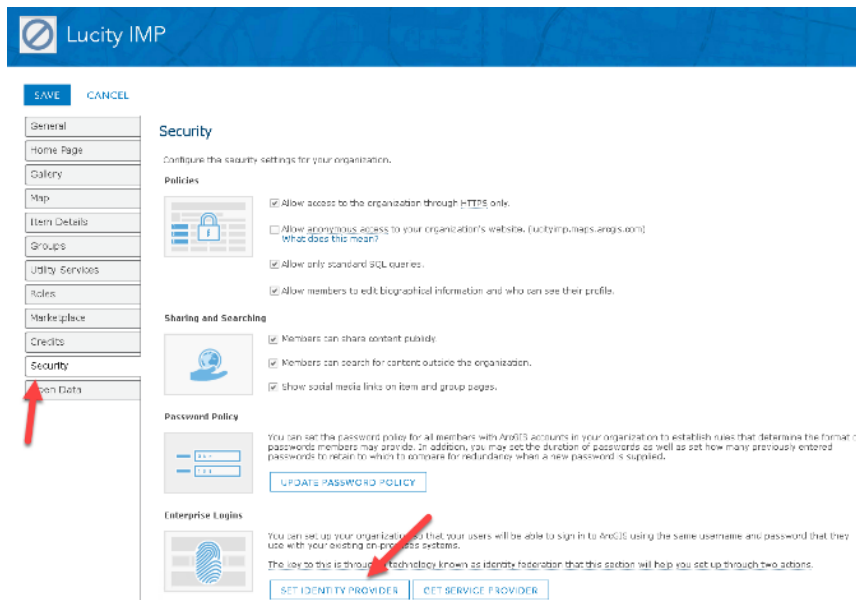 Lucity IMP
SAVE CANCEL
General
Home Page
Gallery
Map
Item Details
Groups
Utility Services
Roles
Marketplace
Credits
Security
Open Data
Security
Configure the security settings for your organization.
Policies
Allow access to the organization through HTTPS only.
Allow anonymous access to your organization's website. (lucityimp.maps.arcgis.com)
What does this mean?
Allow only standard SQL queries.
Allow members to edit biographical information and who can see their profile.
Sharing and Searching
Members can share content publicly.
Members can search for content outside the organization.
Show social media links on item and group pages.
Password Policy
You can set the password policy for all members with ArcGIS accounts in your organization to establish rules that determine the format
passwords members may provide. In addition, you may set the duration of passwords as well as set how many previously entered
passwords to retain to which to compare for redundancy when a new password is supplied.
UPDATE PASSWORD POLICY
Enterprise Logins
You can set up your organization so that your users will be able to sign in to ArcGIS using the same username and password that they
use with your existing on-premises systems.
The key to this is through technology known as identity federation that this section will help you set up through two actions.
SET IDENTITY PROVIDER GET SERVICE PROVIDER